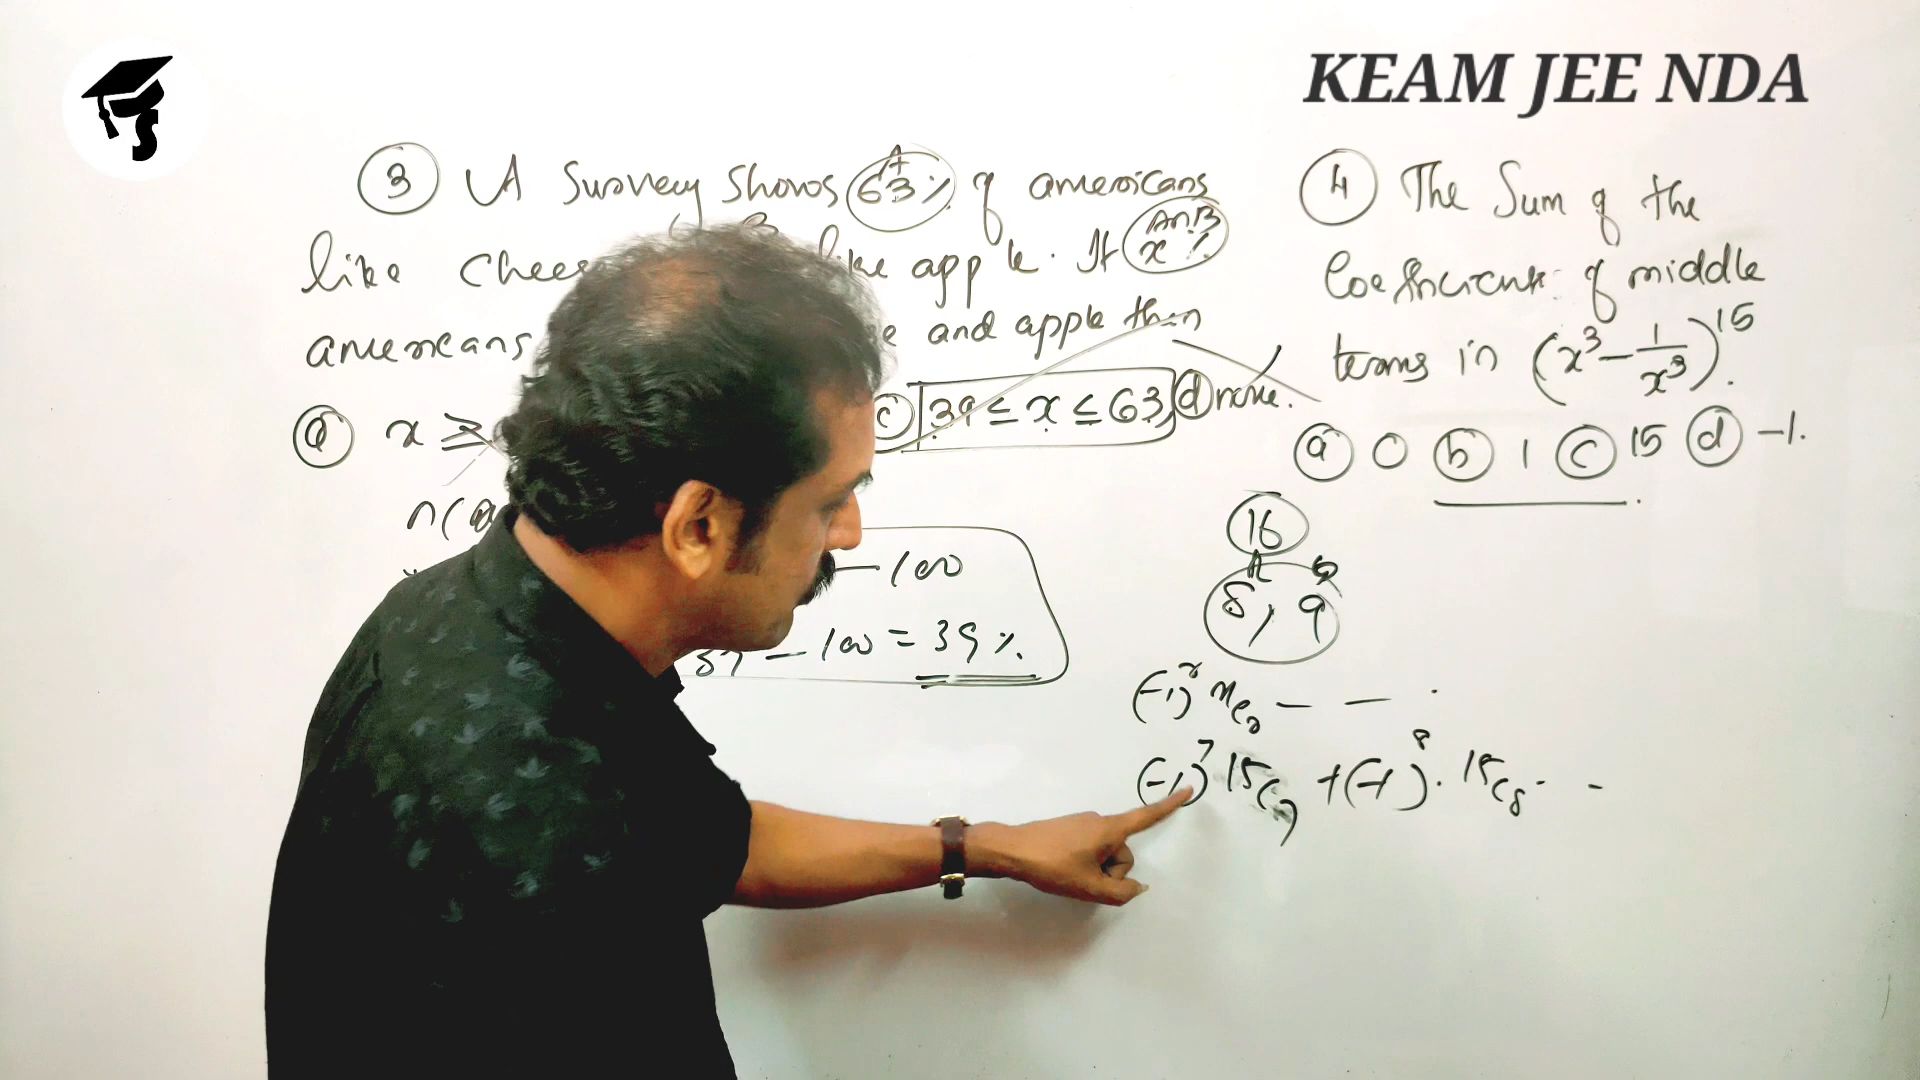 KEAM JEE NDA
③ A Survey Shows 63% of americans
A
like Chees like apple. If x%
A∩B
americans e and apple then
ⓐ x ≥ ⓒ 39 ≤ x ≤ 63 ⓓ none.
n(
– 100
– 100 = 39%.
④ The Sum of the
Coefficients of middle
terms in (x³ – 1/x³)¹⁵.
ⓐ 0 ⓑ 1 ⓒ 15 ⓓ –1.
16
8, 9
(-1)ʳ nCr – – .
(-1)⁷ 15C7 + (-1)⁸. 15C8 - -